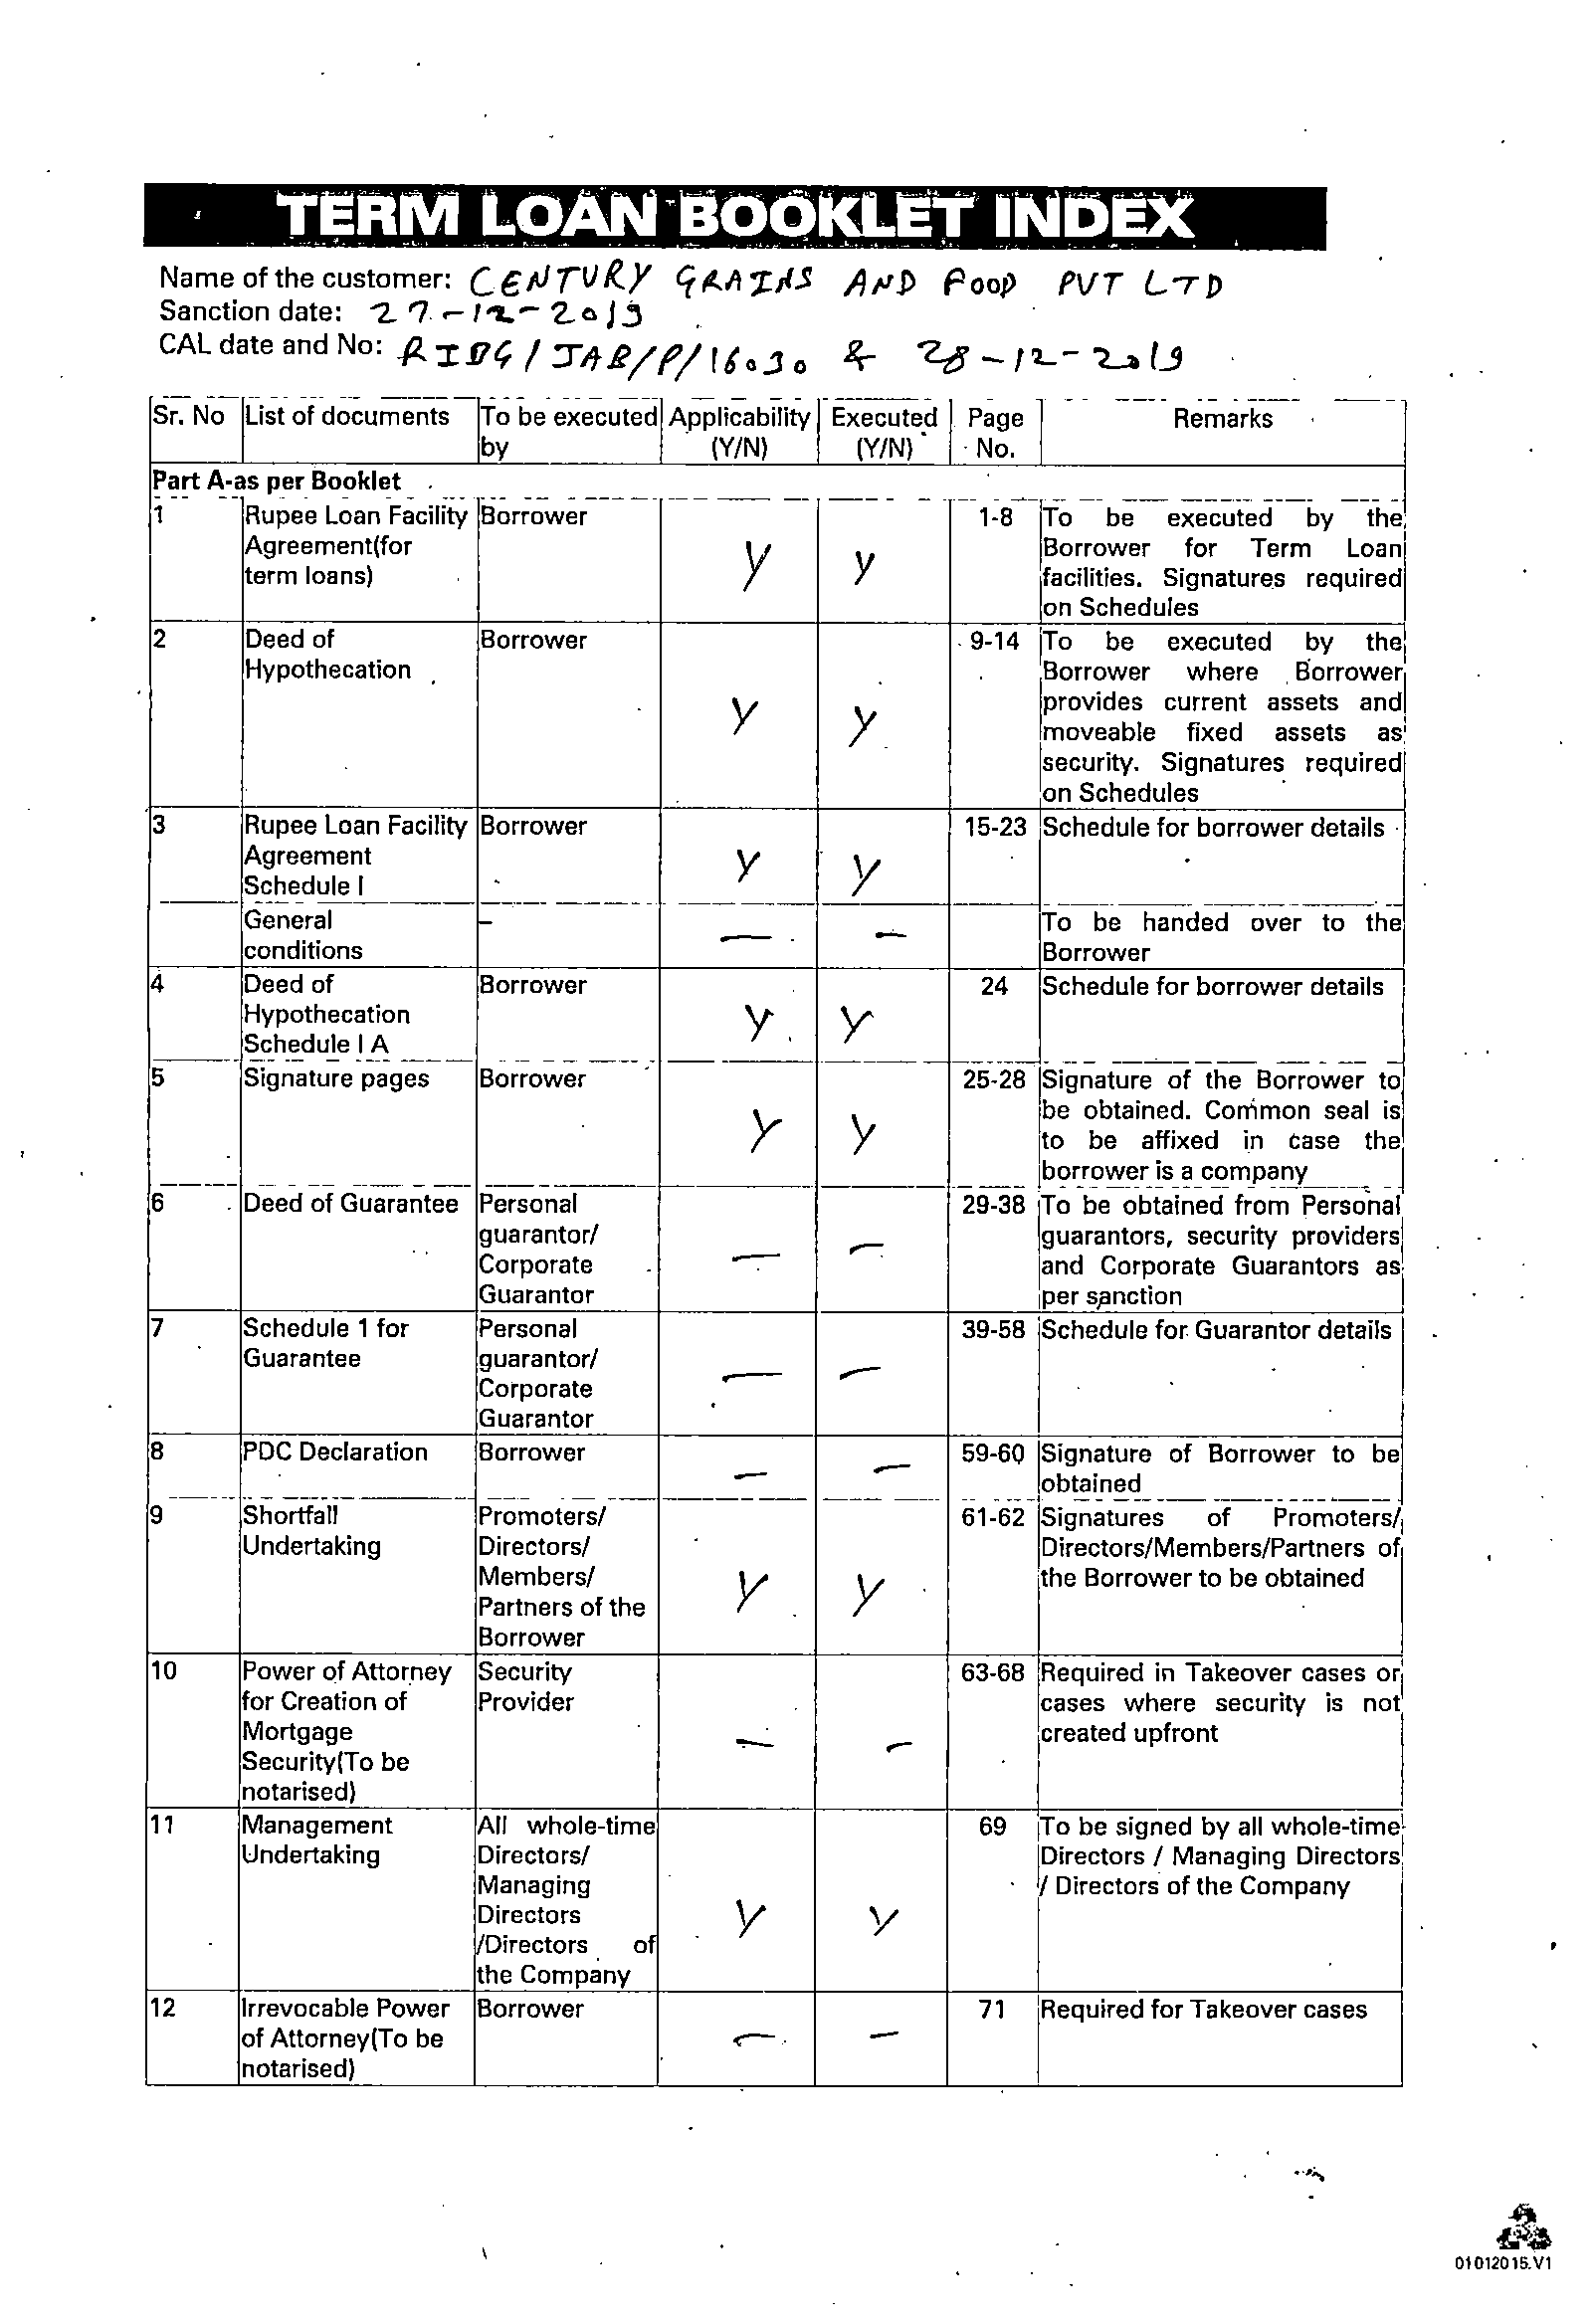 TERM LOAN BOOKLET INDEX
Name of the customer: CENTURY GRAINS AND FOOD PVT LTD
Sanction date: 27-12-2019
CAL date and No: RIBG/JAB/P/16030 & 28-12-2019
Sr. No List of documents To be executed by Applicability (Y/N) Executed (Y/N) Page No. Remarks
Part A-as per Booklet
1 Rupee Loan Facility Agreement(for term loans) Borrower Y Y 1-8 To be executed by the Borrower for Term Loan facilities. Signatures required on Schedules
2 Deed of Hypothecation Borrower Y Y 9-14 To be executed by the Borrower where Borrower provides current assets and moveable fixed assets as security. Signatures required on Schedules
3 Rupee Loan Facility Agreement Schedule I Borrower Y Y 15-23 Schedule for borrower details
General conditions – — — To be handed over to the Borrower
4 Deed of Hypothecation Schedule I A Borrower Y Y 24 Schedule for borrower details
5 Signature pages Borrower Y Y 25-28 Signature of the Borrower to be obtained. Common seal is to be affixed in case the borrower is a company
6 Deed of Guarantee Personal guarantor/ Corporate Guarantor — — 29-38 To be obtained from Personal guarantors, security providers and Corporate Guarantors as per sanction
7 Schedule 1 for Guarantee Personal guarantor/ Corporate Guarantor — — 39-58 Schedule for Guarantor details
8 PDC Declaration Borrower — — 59-60 Signature of Borrower to be obtained
9 Shortfall Undertaking Promoters/ Directors/ Members/ Partners of the Borrower Y Y 61-62 Signatures of Promoters/ Directors/Members/Partners of the Borrower to be obtained
10 Power of Attorney for Creation of Mortgage Security(To be notarised) Security Provider — — 63-68 Required in Takeover cases or cases where security is not created upfront
11 Management Undertaking All whole-time Directors/ Managing Directors /Directors of the Company Y Y 69 To be signed by all whole-time Directors / Managing Directors / Directors of the Company
12 Irrevocable Power of Attorney(To be notarised) Borrower — — 71 Required for Takeover cases
01012015.V1